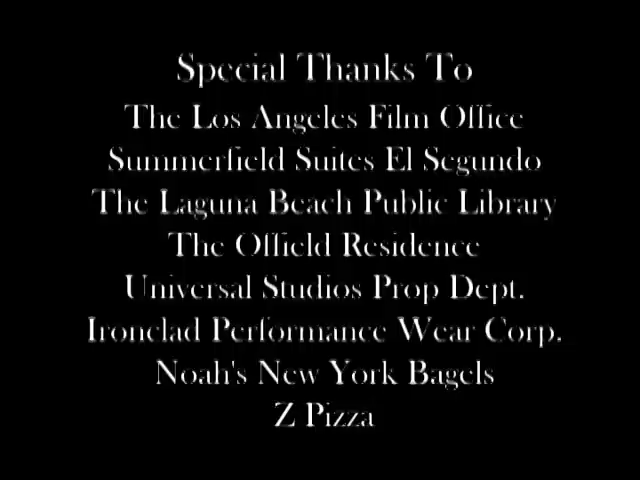 Special Thanks To
The Los Angeles Film Office
Summerfield Suites El Segundo
The Laguna Beach Public Library
The Offield Residence
Universal Studios Prop Dept.
Ironclad Performance Wear Corp.
Noah's New York Bagels
Z Pizza